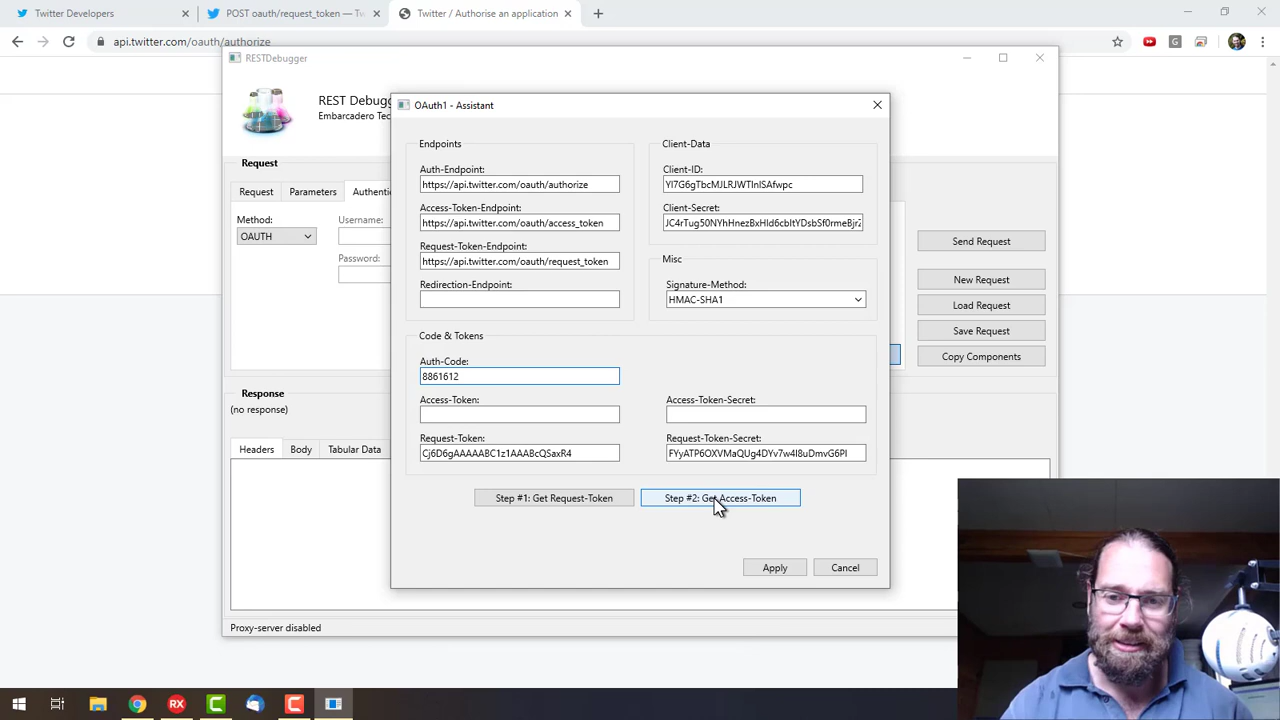 Twitter Developers
POST oauth/request_token — Tw
Twitter / Authorise an application
api.twitter.com/oauth/authorize
RESTDebugger
REST Debugg
Embarcadero Tec
OAuth1 - Assistant
Request
Request
Parameters
Authentic
Method:
Username:
OAUTH
Password:
Endpoints
Auth-Endpoint:
https://api.twitter.com/oauth/authorize
Access-Token-Endpoint:
https://api.twitter.com/oauth/access_token
Request-Token-Endpoint:
https://api.twitter.com/oauth/request_token
Redirection-Endpoint:
Client-Data
Client-ID:
Client-Secret:
Misc
Signature-Method:
HMAC-SHA1
Send Request
New Request
Load Request
Save Request
Copy Components
Code & Tokens
Auth-Code:
8861612
Access-Token:
Access-Token-Secret:
Request-Token:
Request-Token-Secret:
Step #1: Get Request-Token
Step #2: Get Access-Token
Apply
Cancel
Response
(no response)
Headers
Body
Tabular Data
Proxy-server disabled
RX